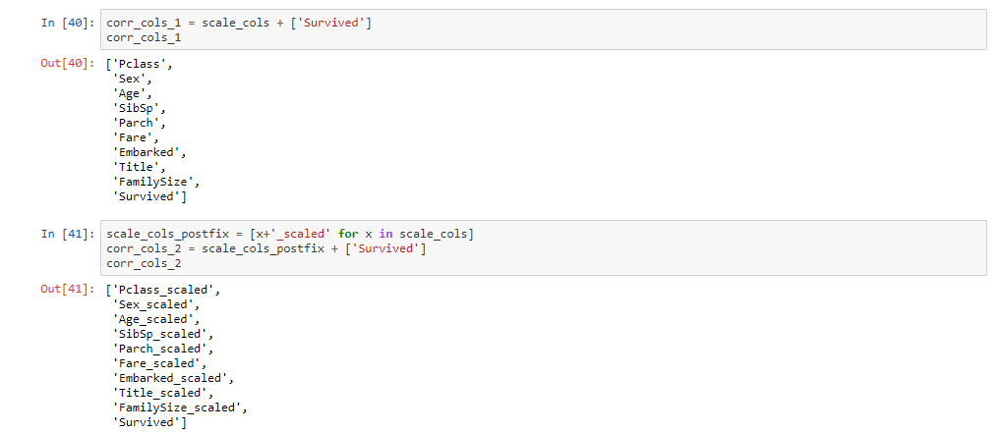 In [40]: corr_cols_1 = scale_cols + ['Survived']
corr_cols_1
Out[40]: ['Pclass',
'Sex',
'Age',
'SibSp',
'Parch',
'Fare',
'Embarked',
'Title',
'FamilySize',
'Survived']
In [41]: scale_cols_postfix = [x+'_scaled' for x in scale_cols]
corr_cols_2 = scale_cols_postfix + ['Survived']
corr_cols_2
Out[41]: ['Pclass_scaled',
'Sex_scaled',
'Age_scaled',
'SibSp_scaled',
'Parch_scaled',
'Fare_scaled',
'Embarked_scaled',
'Title_scaled',
'FamilySize_scaled',
'Survived']